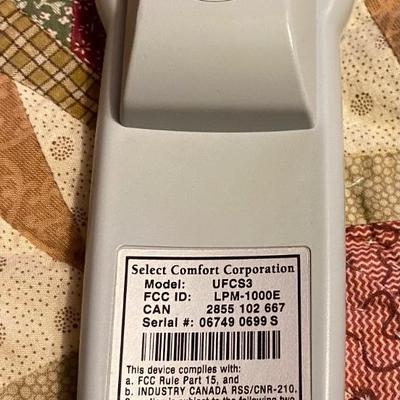 Select Comfort Corporation
Model: UFCS3
FCC ID: LPM-1000E
CAN 2855 102 667
Serial #: 06749 0699 S
This device complies with:
a. FCC Rule Part 15, and
b. INDUSTRY CANADA RSS/CNR-210.